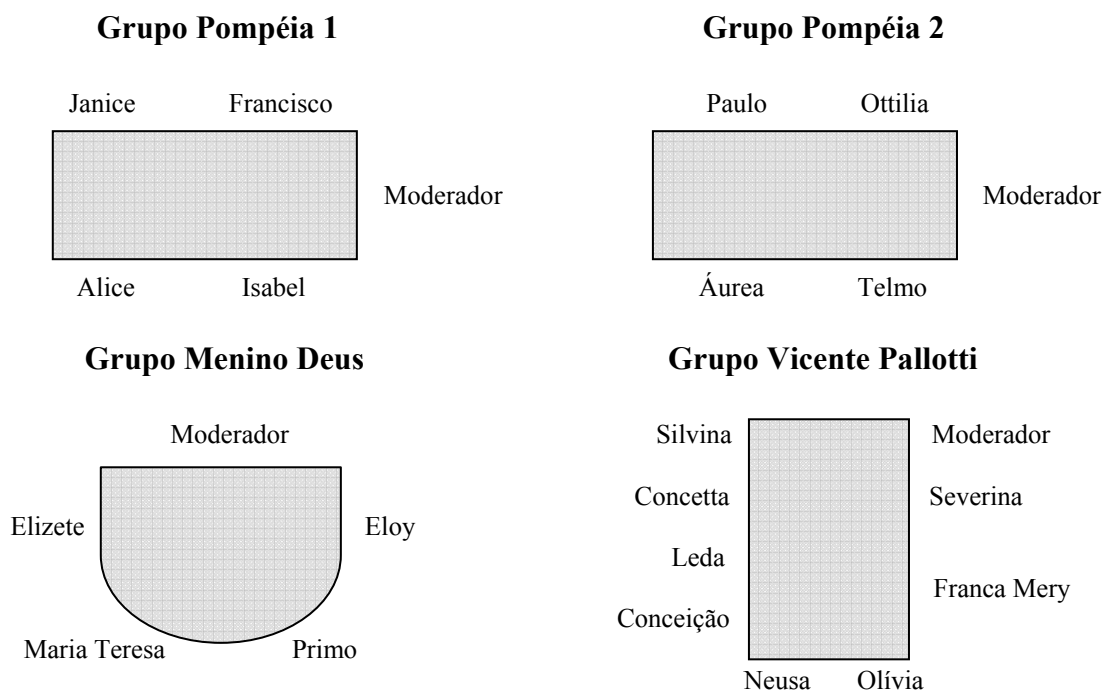 Grupo Pompéia 1
Janice Francisco
Moderador
Alice Isabel
Grupo Pompéia 2
Paulo Ottilia
Moderador
Áurea Telmo
Grupo Menino Deus
Moderador
Elizete Eloy
Maria Teresa Primo
Grupo Vicente Pallotti
Silvina Moderador
Concetta Severina
Leda
Franca Mery
Conceição
Neusa Olívia